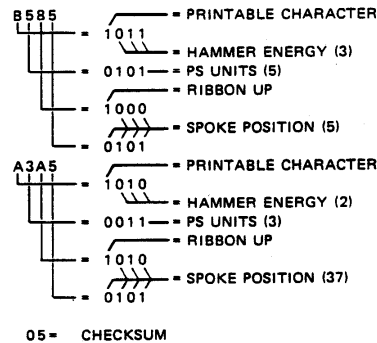 = PRINTABLE CHARACTER
B585
= 1011
= HAMMER ENERGY (3)
= 0101 = PS UNITS (5)
= RIBBON UP
= 1000
= SPOKE POSITION (5)
= 0101
= PRINTABLE CHARACTER
A3A5
= 1010
= HAMMER ENERGY (2)
= 0011 = PS UNITS (3)
= RIBBON UP
= 1010
= SPOKE POSITION (37)
= 0101
05 = CHECKSUM